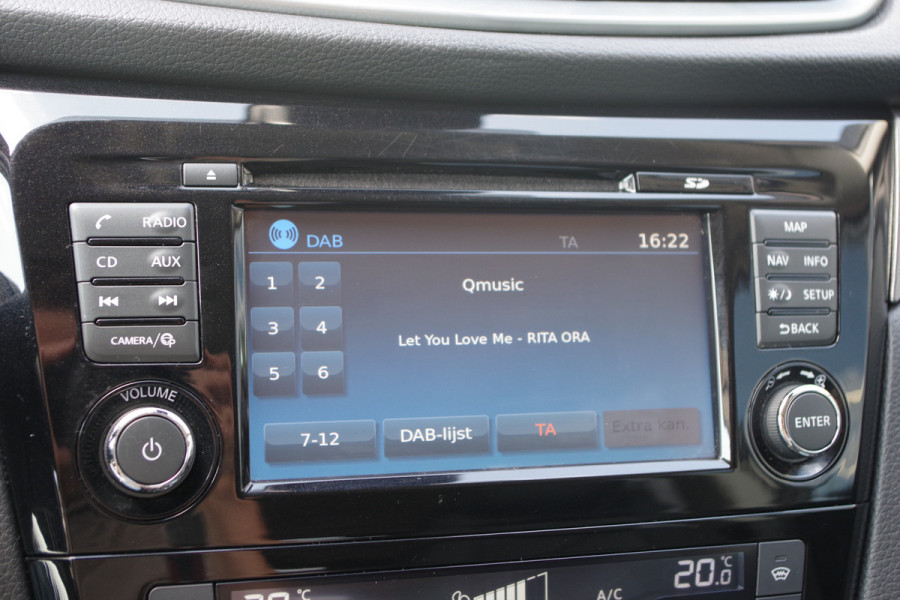 SD
RADIO
CD AUX
CAMERA/
VOLUME
DAB TA 16:22
1 2
3 4
5 6
Qmusic
Let You Love Me - RITA ORA
7-12 DAB-lijst TA Extra kan.
MAP
NAV INFO
SETUP
BACK
ENTER
°C A/C 20.0 °C